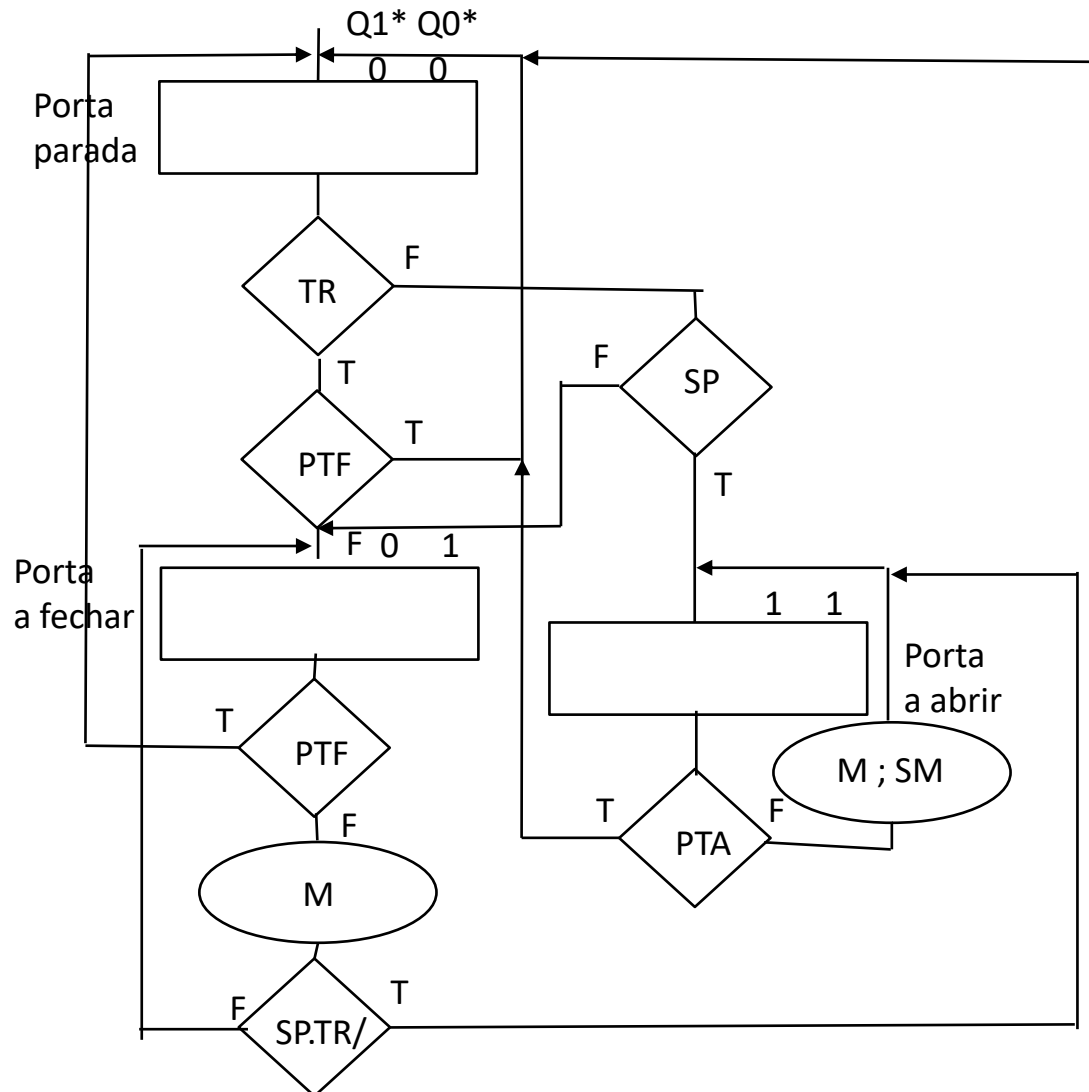 Q1* Q0*
0 0
Porta
parada
TR
F
T
SP
F
T
PTF
T
F
0 1
Porta
a fechar
1 1
Porta
a abrir
PTF
T
F
M ; SM
PTA
T
F
M
SP.TR/
F
T